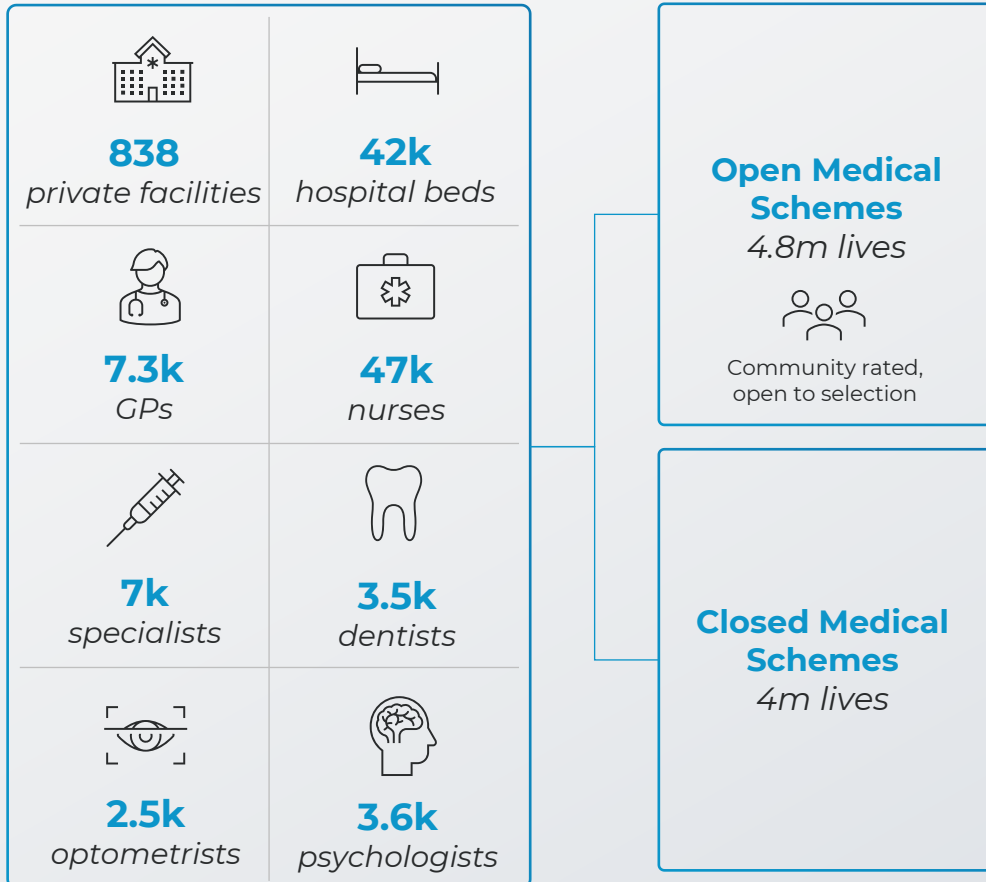 838
private facilities
42k
hospital beds
7.3k
GPs
47k
nurses
7k
specialists
3.5k
dentists
2.5k
optometrists
3.6k
psychologists
Open Medical
Schemes
4.8m lives
Community rated,
open to selection
Closed Medical
Schemes
4m lives